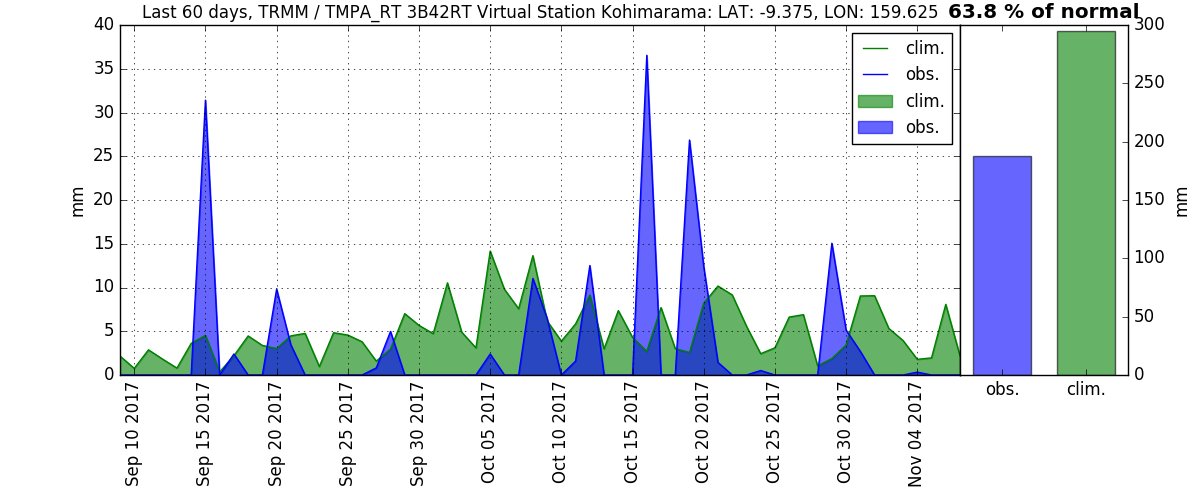 Last 60 days, TRMM / TMPA_RT 3B42RT Virtual Station Kohimarama: LAT: -9.375, LON: 159.625 63.8 % of normal
40
35
30
25
20
15
10
5
0
mm
clim.
obs.
clim.
obs.
300
250
200
150
100
50
0
mm
Sep 10 2017
Sep 15 2017
Sep 20 2017
Sep 25 2017
Sep 30 2017
Oct 05 2017
Oct 10 2017
Oct 15 2017
Oct 20 2017
Oct 25 2017
Oct 30 2017
Nov 04 2017
obs.
clim.